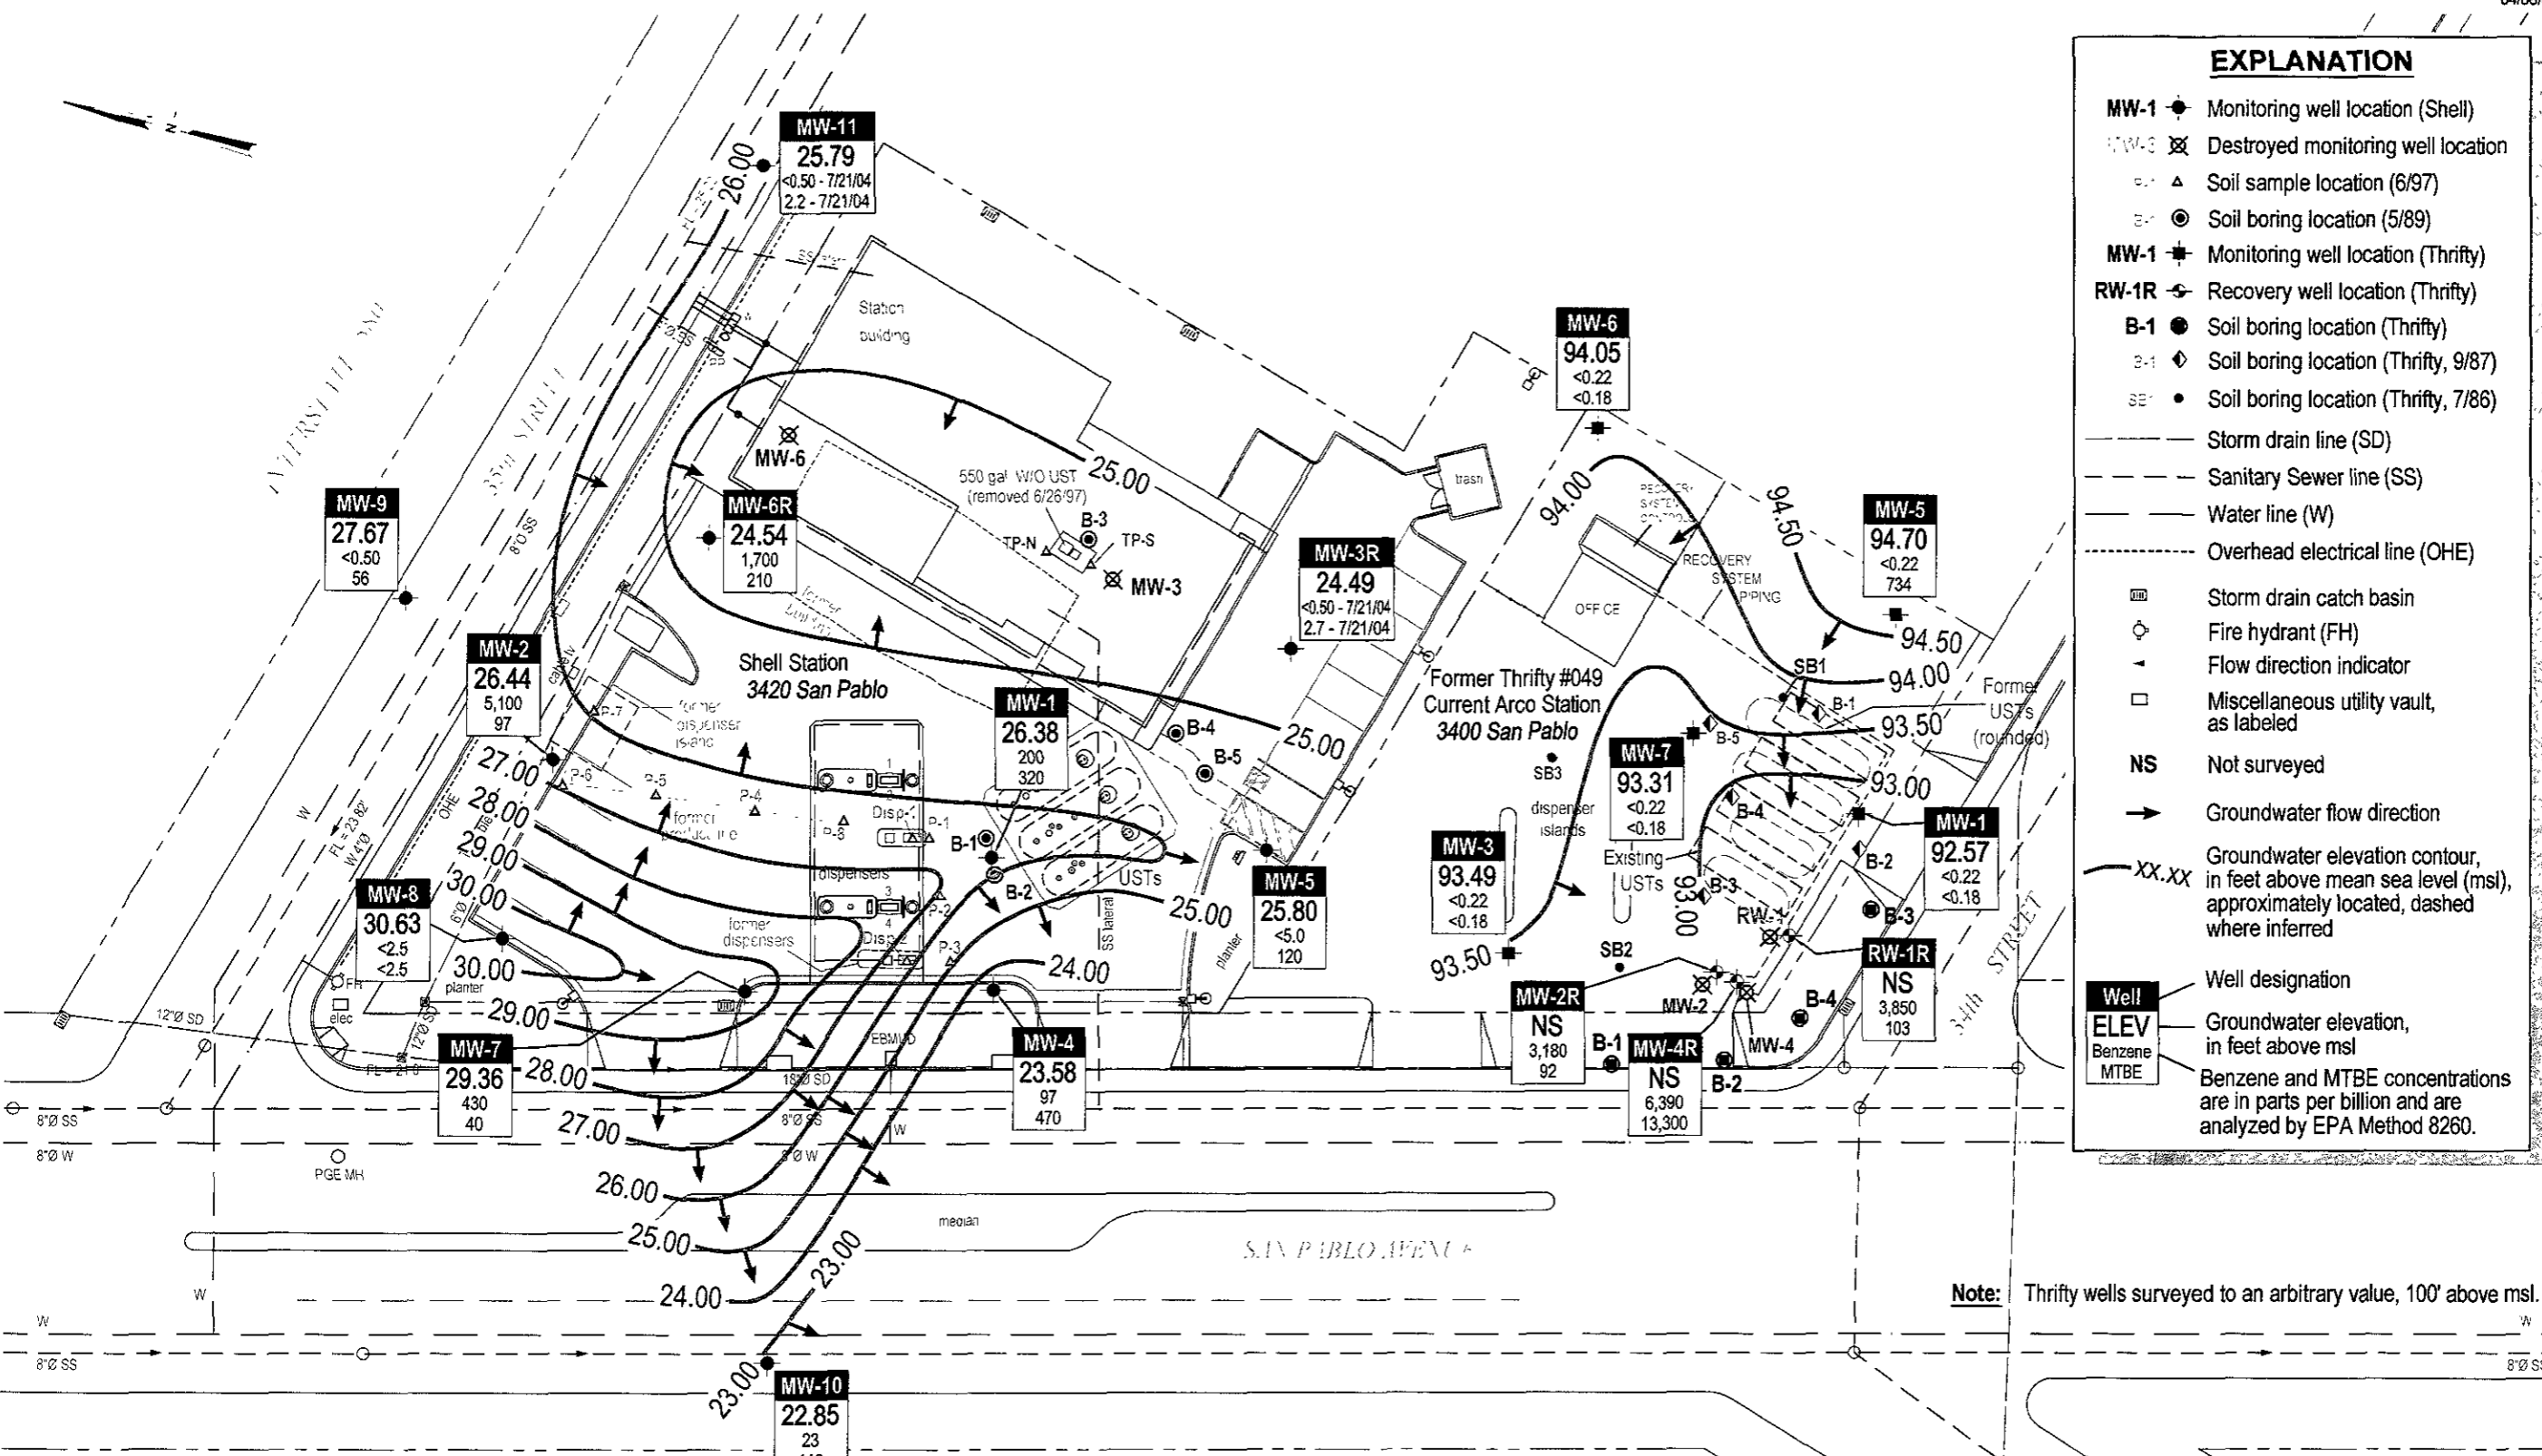 EXPLANATION
MW-1 Monitoring well location (Shell)
Destroyed monitoring well location
Soil sample location (6/97)
Soil boring location (5/89)
MW-1 Monitoring well location (Thrifty)
RW-1R Recovery well location (Thrifty)
B-1 Soil boring location (Thrifty)
Soil boring location (Thrifty, 9/87)
Soil boring location (Thrifty, 7/86)
Storm drain line (SD)
Sanitary Sewer line (SS)
Water line (W)
Overhead electrical line (OHE)
Storm drain catch basin
Fire hydrant (FH)
Flow direction indicator
Miscellaneous utility vault,
as labeled
NS Not surveyed
Groundwater flow direction
XX.XX Groundwater elevation contour,
in feet above mean sea level (msl),
approximately located, dashed
where inferred
Well
ELEV
Benzene
MTBE
Well designation
Groundwater elevation,
in feet above msl
Benzene and MTBE concentrations
are in parts per billion and are
analyzed by EPA Method 8260.
Note: Thrifty wells surveyed to an arbitrary value, 100' above msl.
MW-11
25.79
<0.50 - 7/21/04
2.2 - 7/21/04
26.00
Station
building
MW-6
MW-6R
24.54
1,700
210
550 gal W/O UST
(removed 6/26/97)
25.00
B-3
TP-N
TP-S
MW-3
MW-9
27.67
<0.50
56
35th STREET
8"Ø SS
MW-2
26.44
5,100
97
MW-3R
24.49
<0.50 - 7/21/04
2.7 - 7/21/04
trash
MW-6
94.05
<0.22
<0.18
94.00
94.50
MW-5
94.70
<0.22
734
94.50
94.00
93.50
93.00
RECOVERY
SYSTEM
PIPING
OFFICE
Former
USTs
(rounded)
Shell Station
3420 San Pablo
former
dispenser
island
P-7
P-6
P-5
P-4
P-8
P-1
P-2
P-3
1
3
4
Disp-1
Disp-2
dispensers
former
dispensers
MW-1
26.38
200
320
B-1
B-2
USTs
B-4
B-5
25.00
25.00
24.00
SS lateral
planter
MW-5
25.80
<5.0
120
Former Thrifty #049
Current Arco Station
3400 San Pablo
SB3
SB1
B-1
B-5
MW-7
93.31
<0.22
<0.18
dispenser
islands
Existing
USTs
B-4
B-3
93.00
MW-3
93.49
<0.22
<0.18
93.50
MW-1
92.57
<0.22
<0.18
B-2
B-3
RW-1
RW-1R
NS
3,850
103
SB2
MW-2
MW-2R
NS
3,180
92
MW-4R
NS
6,390
13,300
MW-4
B-1
B-2
B-4
34th STREET
27.00
28.00
29.00
30.00
OHE
FL = 23.82'
W 4"Ø
W
MW-8
30.63
<2.5
<2.5
30.00
planter
29.00
28.00
27.00
26.00
25.00
24.00
23.00
23.00
FH
elec
12"Ø SD
12"Ø SD
MW-7
29.36
430
40
EBMUD
18"Ø SD
8"Ø SS
8"Ø W
W
MW-4
23.58
97
470
8"Ø SS
8"Ø W
PGE MH
median
SAN PABLO AVENUE
W
W
8"Ø SS
W
MW-10
22.85
23